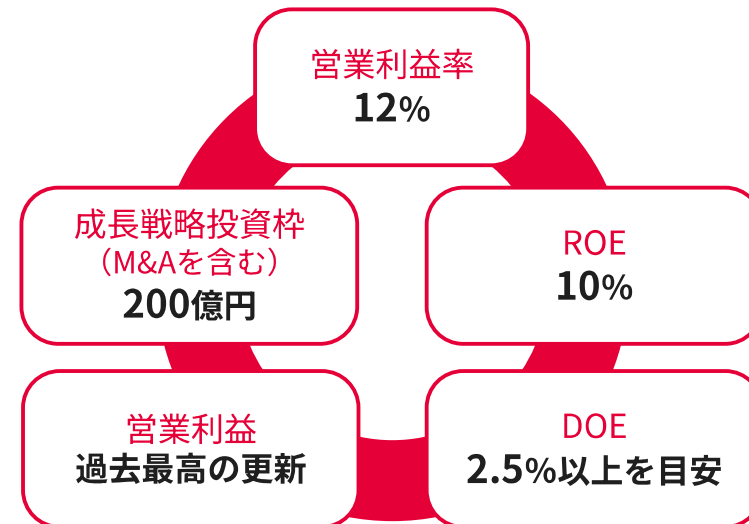 営業利益率
12%
成長戦略投資枠
（M&Aを含む）
200億円
ROE
10%
営業利益
過去最高の更新
DOE
2.5%以上を目安